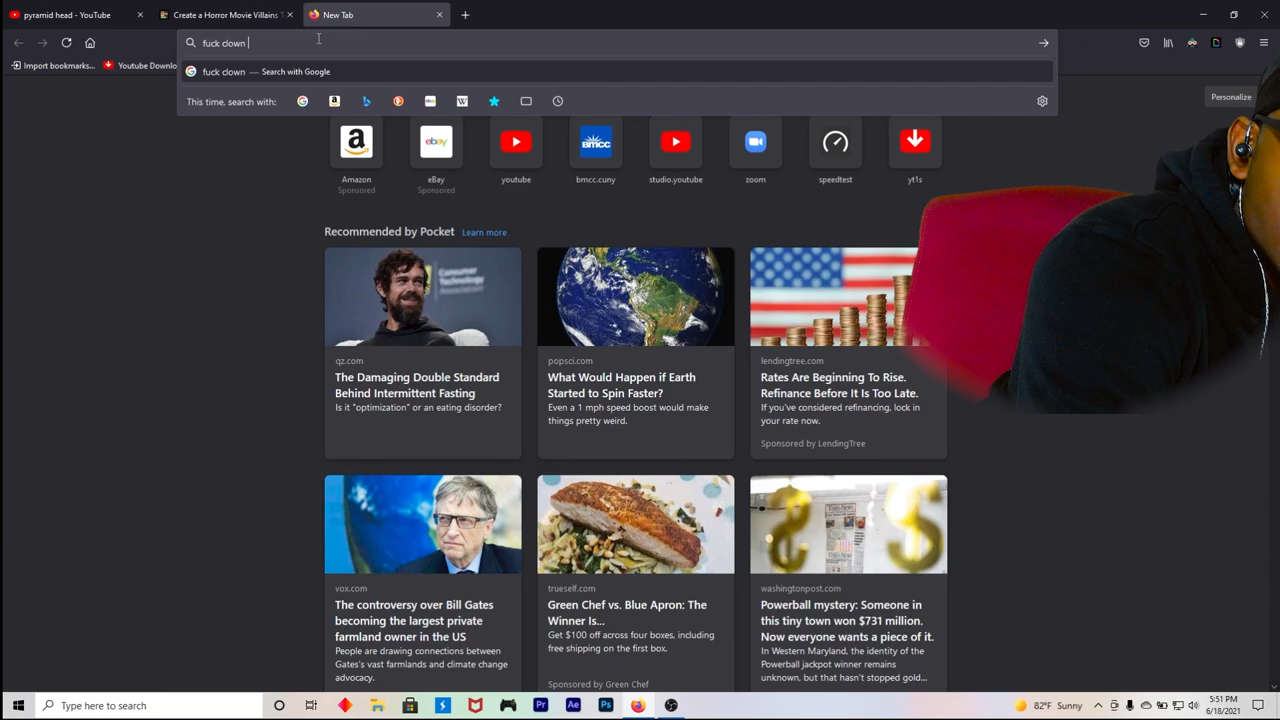 pyramid head - YouTube
Create a Horror Movie Villains T
New Tab
fuck clown
Import bookmarks...
Youtube Downlo
fuck clown — Search with Google
This time, search with:
Personalize
Amazon
Sponsored
eBay
Sponsored
youtube
bmcc.cuny
studio.youtube
zoom
speedtest
yt1s
Recommended by Pocket Learn more
qz.com
The Damaging Double Standard
Behind Intermittent Fasting
Is it "optimization" or an eating disorder?
popsci.com
What Would Happen if Earth
Started to Spin Faster?
Even a 1 mph speed boost would make
things pretty weird.
lendingtree.com
Rates Are Beginning To Rise.
Refinance Before It Is Too Late.
If you've considered refinancing, lock in
your rate now.
Sponsored by LendingTree
vox.com
The controversy over Bill Gates
becoming the largest private
farmland owner in the US
People are drawing connections between
Gates's vast farmlands and climate change
advocacy.
trueself.com
Green Chef vs. Blue Apron: The
Winner Is...
Get $100 off across four boxes, including
free shipping on the first box.
Sponsored by Green Chef
washingtonpost.com
Powerball mystery: Someone in
this tiny town won $731 million.
Now everyone wants a piece of it.
In Western Maryland, the identity of the
Powerball jackpot winner remains
unknown, but that hasn't stopped gold...
Type here to search
82°F Sunny
5:51 PM
6/18/2021